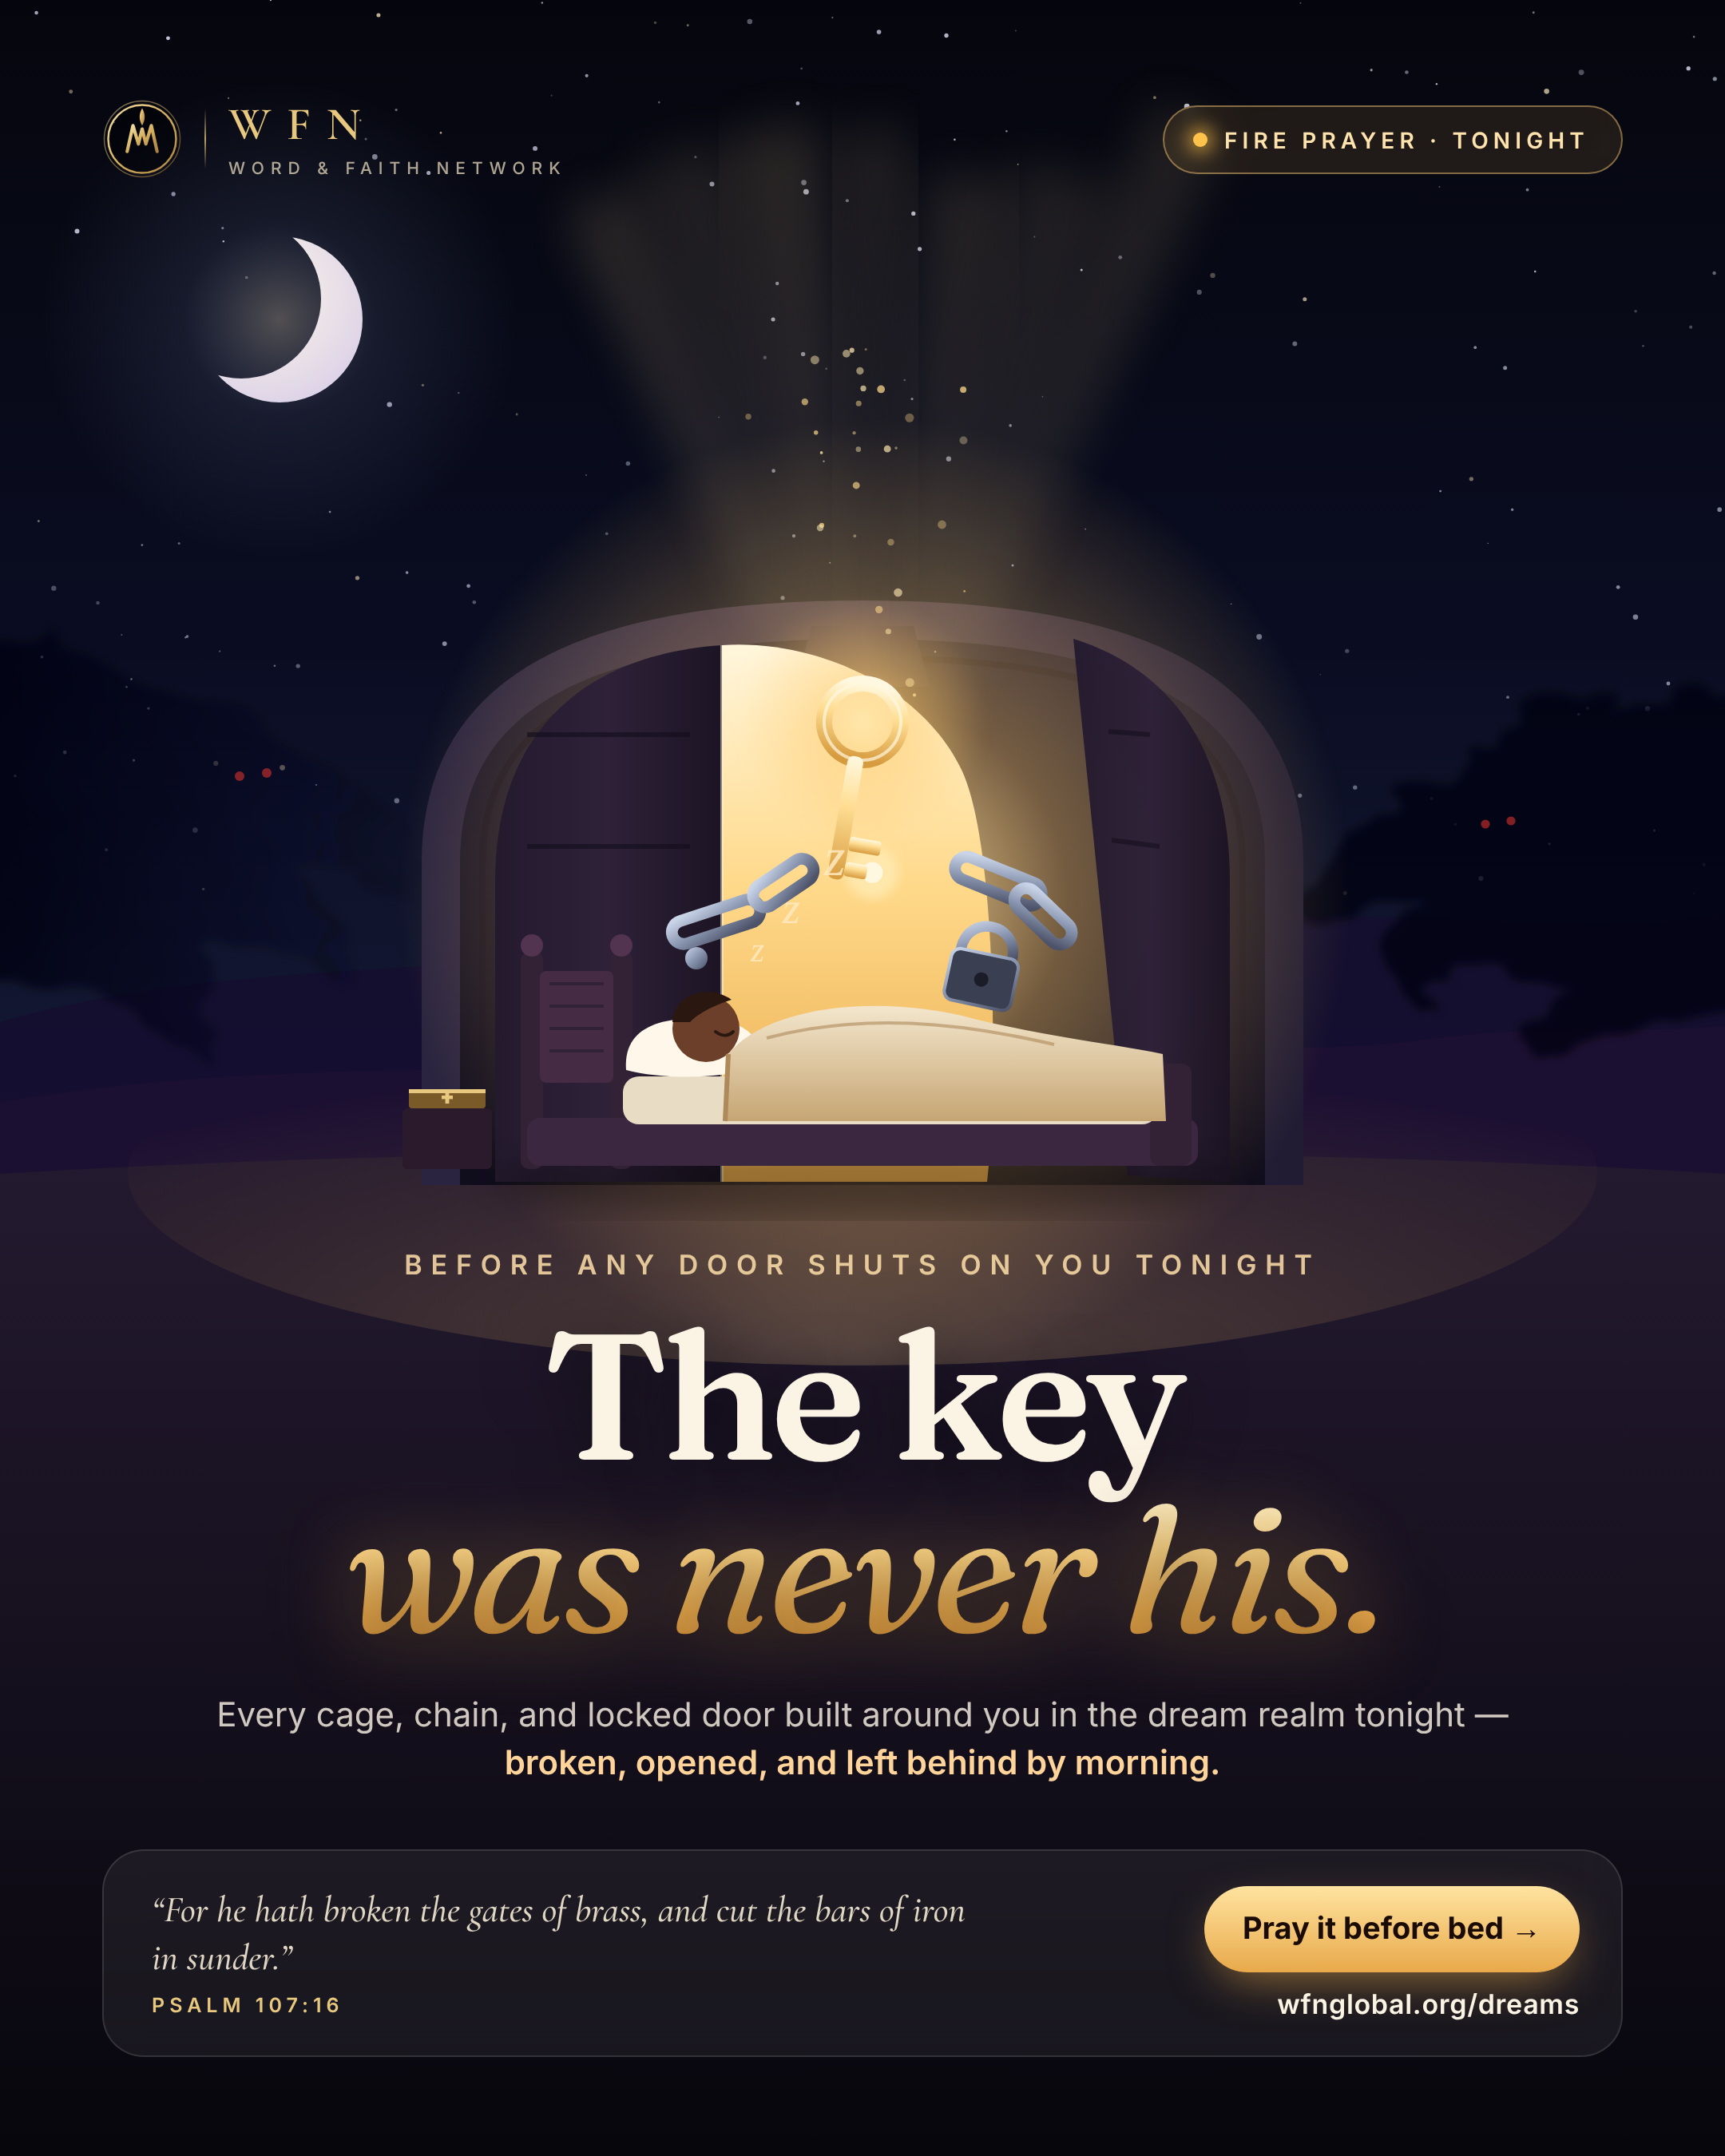 WFN
WORD & FAITH NETWORK
FIRE PRAYER · TONIGHT
Z
Z
Z
BEFORE ANY DOOR SHUTS ON YOU TONIGHT
The key
was never his.
Every cage, chain, and locked door built around you in the dream realm tonight —
broken, opened, and left behind by morning.
“For he hath broken the gates of brass, and cut the bars of iron
in sunder.”
PSALM 107:16
Pray it before bed →
wfnglobal.org/dreams